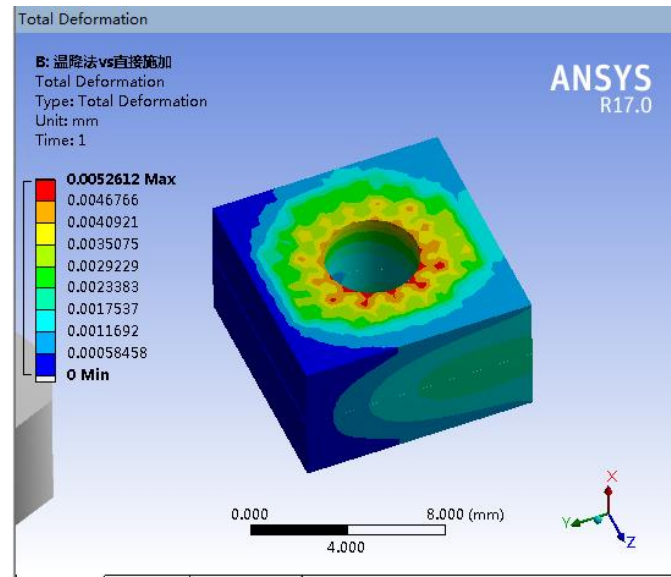 Total Deformation
B: 温降法vs直接施加
Total Deformation
Type: Total Deformation
Unit: mm
Time: 1
ANSYS
R17.0
0.0052612 Max
0.0046766
0.0040921
0.0035075
0.0029229
0.0023383
0.0017537
0.0011692
0.00058458
0 Min
0.000
8.000 (mm)
4.000
X
Y
Z